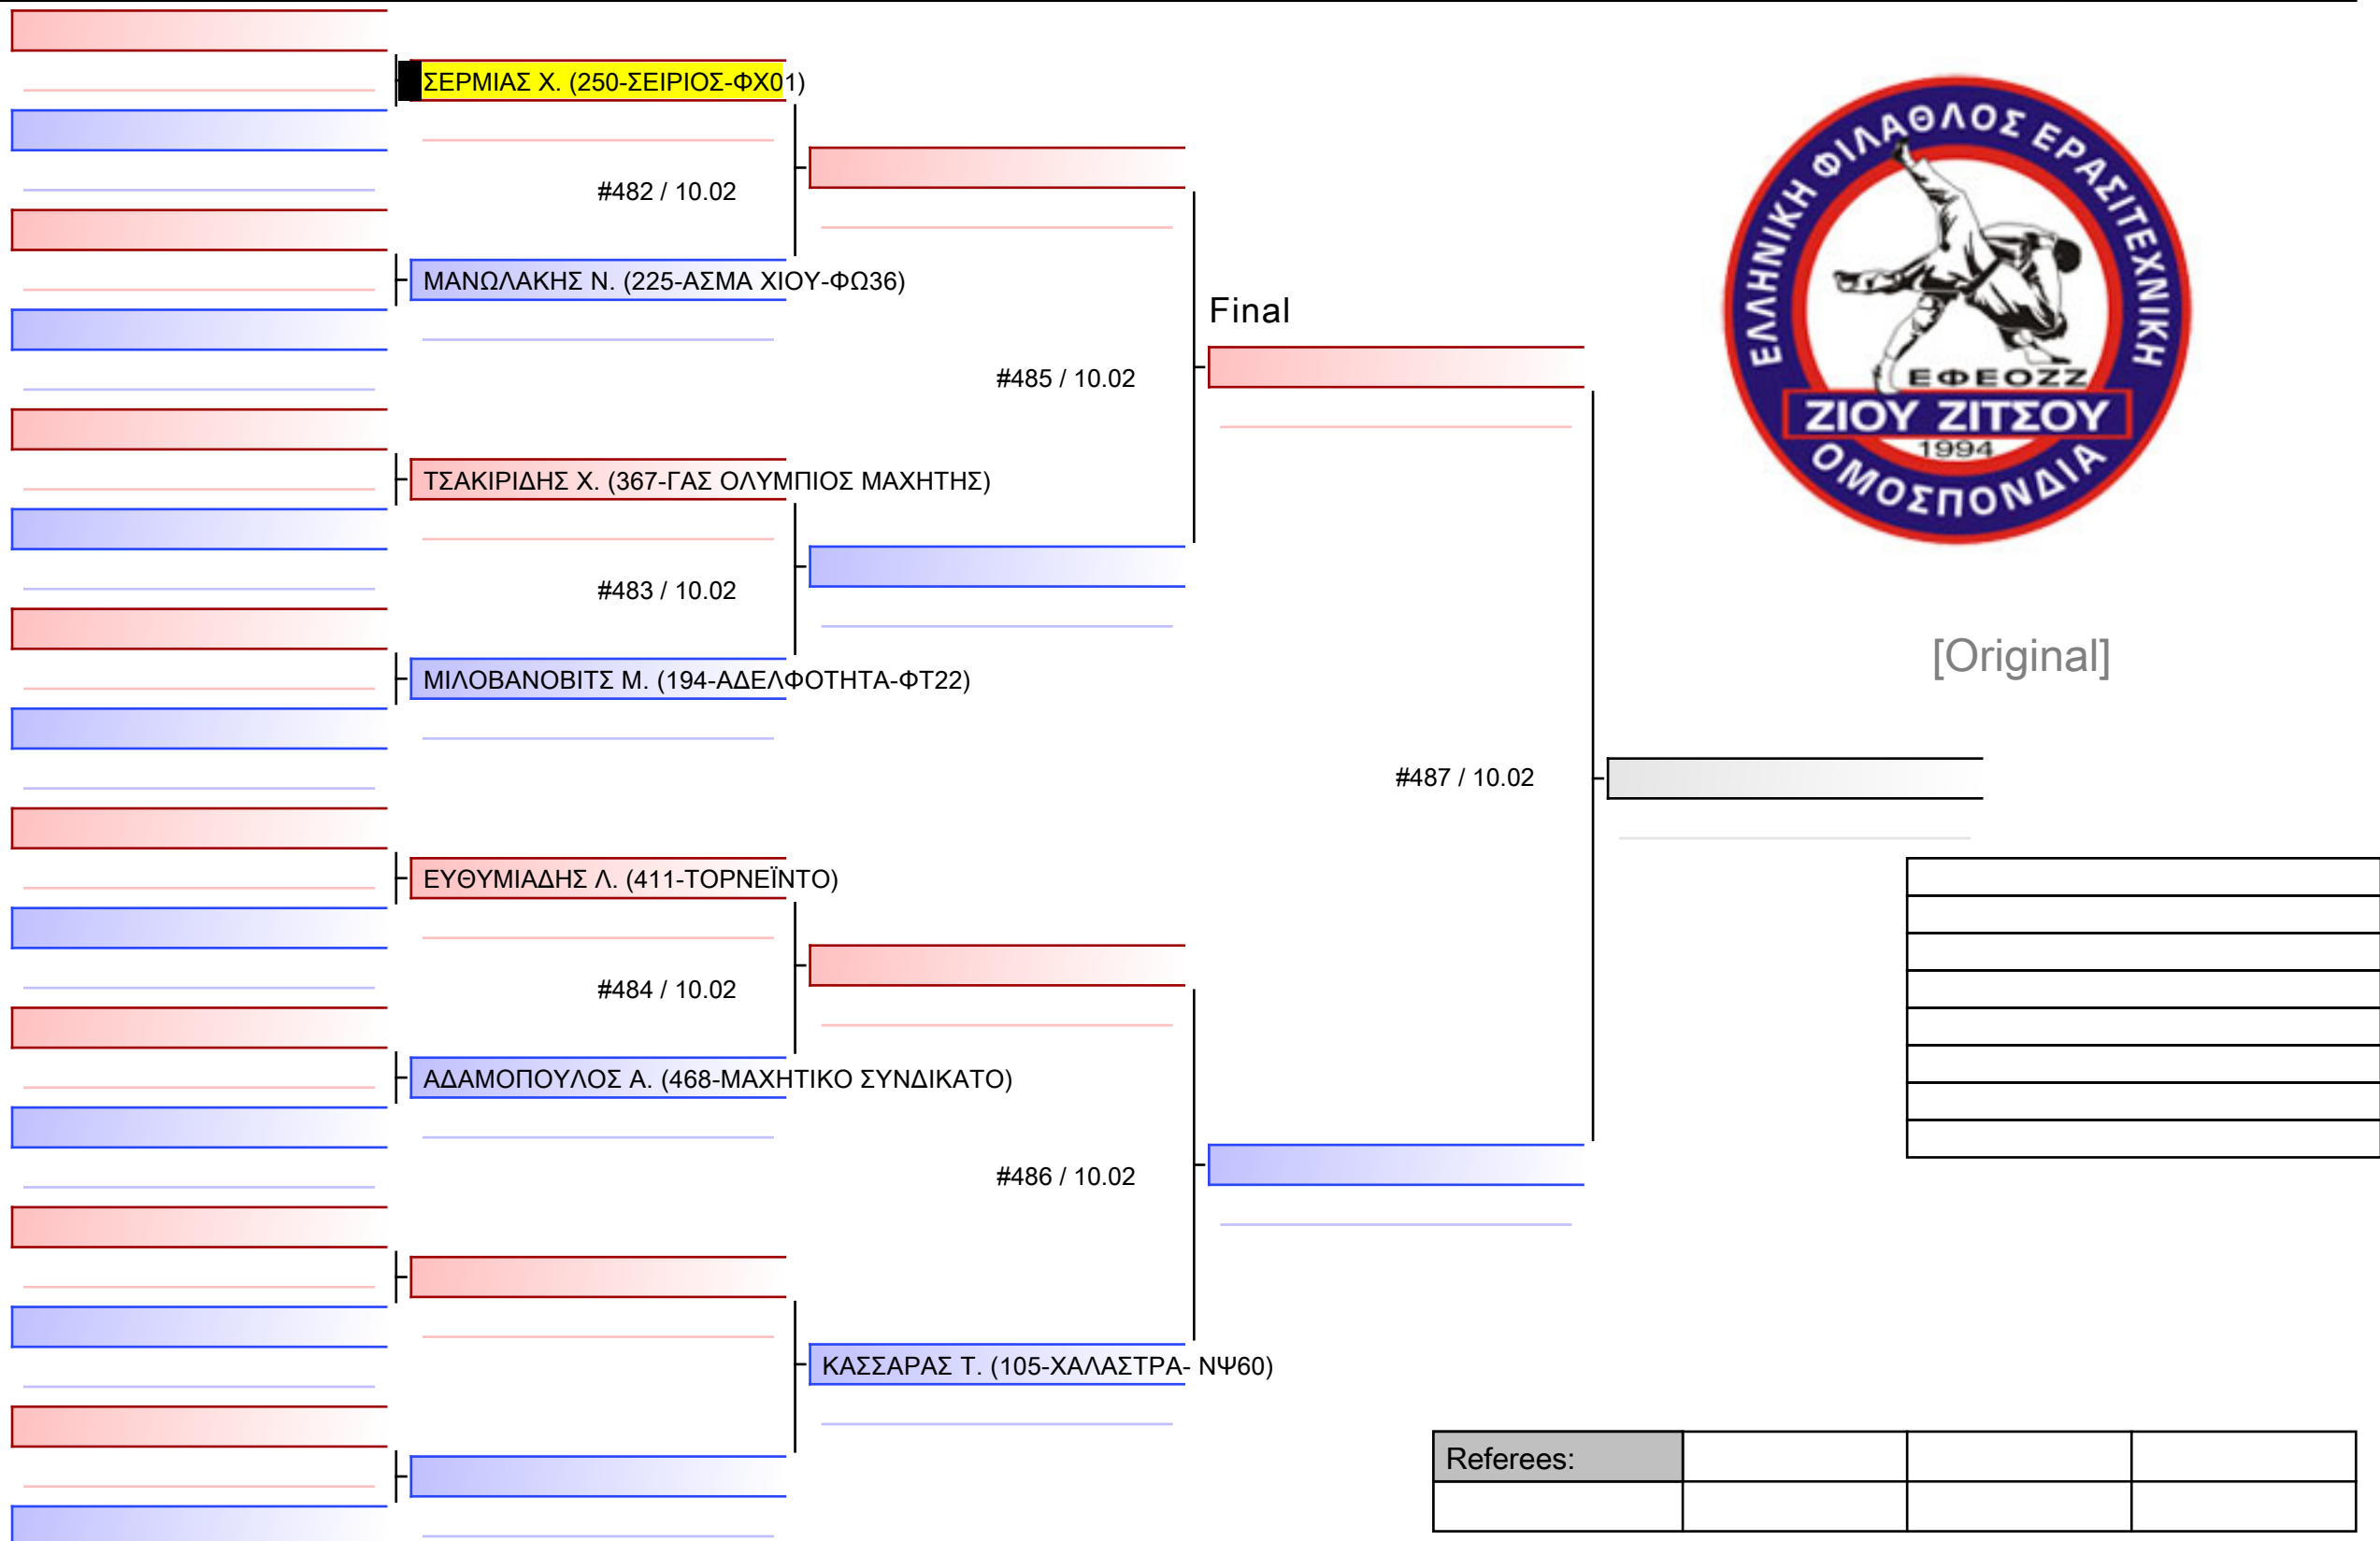 ΣΕΡΜΙΑΣ Χ. (250-ΣΕΙΡΙΟΣ-ΦΧ01)
#482 / 10.02
ΜΑΝΩΛΑΚΗΣ Ν. (225-ΑΣΜΑ ΧΙΟΥ-ΦΩ36)
Final
#485 / 10.02
ΤΣΑΚΙΡΙΔΗΣ Χ. (367-ΓΑΣ ΟΛΥΜΠΙΟΣ ΜΑΧΗΤΗΣ)
#483 / 10.02
ΜΙΛΟΒΑΝΟΒΙΤΣ Μ. (194-ΑΔΕΛΦΟΤΗΤΑ-ΦΤ22)
#487 / 10.02
ΕΥΘΥΜΙΑΔΗΣ Λ. (411-ΤΟΡΝΕΪΝΤΟ)
#484 / 10.02
ΑΔΑΜΟΠΟΥΛΟΣ Α. (468-ΜΑΧΗΤΙΚΟ ΣΥΝΔΙΚΑΤΟ)
#486 / 10.02
ΚΑΣΣΑΡΑΣ Τ. (105-ΧΑΛΑΣΤΡΑ- ΝΨ60)
ΕΛΛΗΝΙΚΗ ΦΙΛΑΘΛΟΣ ΕΡΑΣΙΤΕΧΝΙΚΗ
ΕΦΕΟΖΖ
ΖΙΟΥ ΖΙΤΣΟΥ
1994
ΟΜΟΣΠΟΝΔΙΑ
[Original]
Referees: